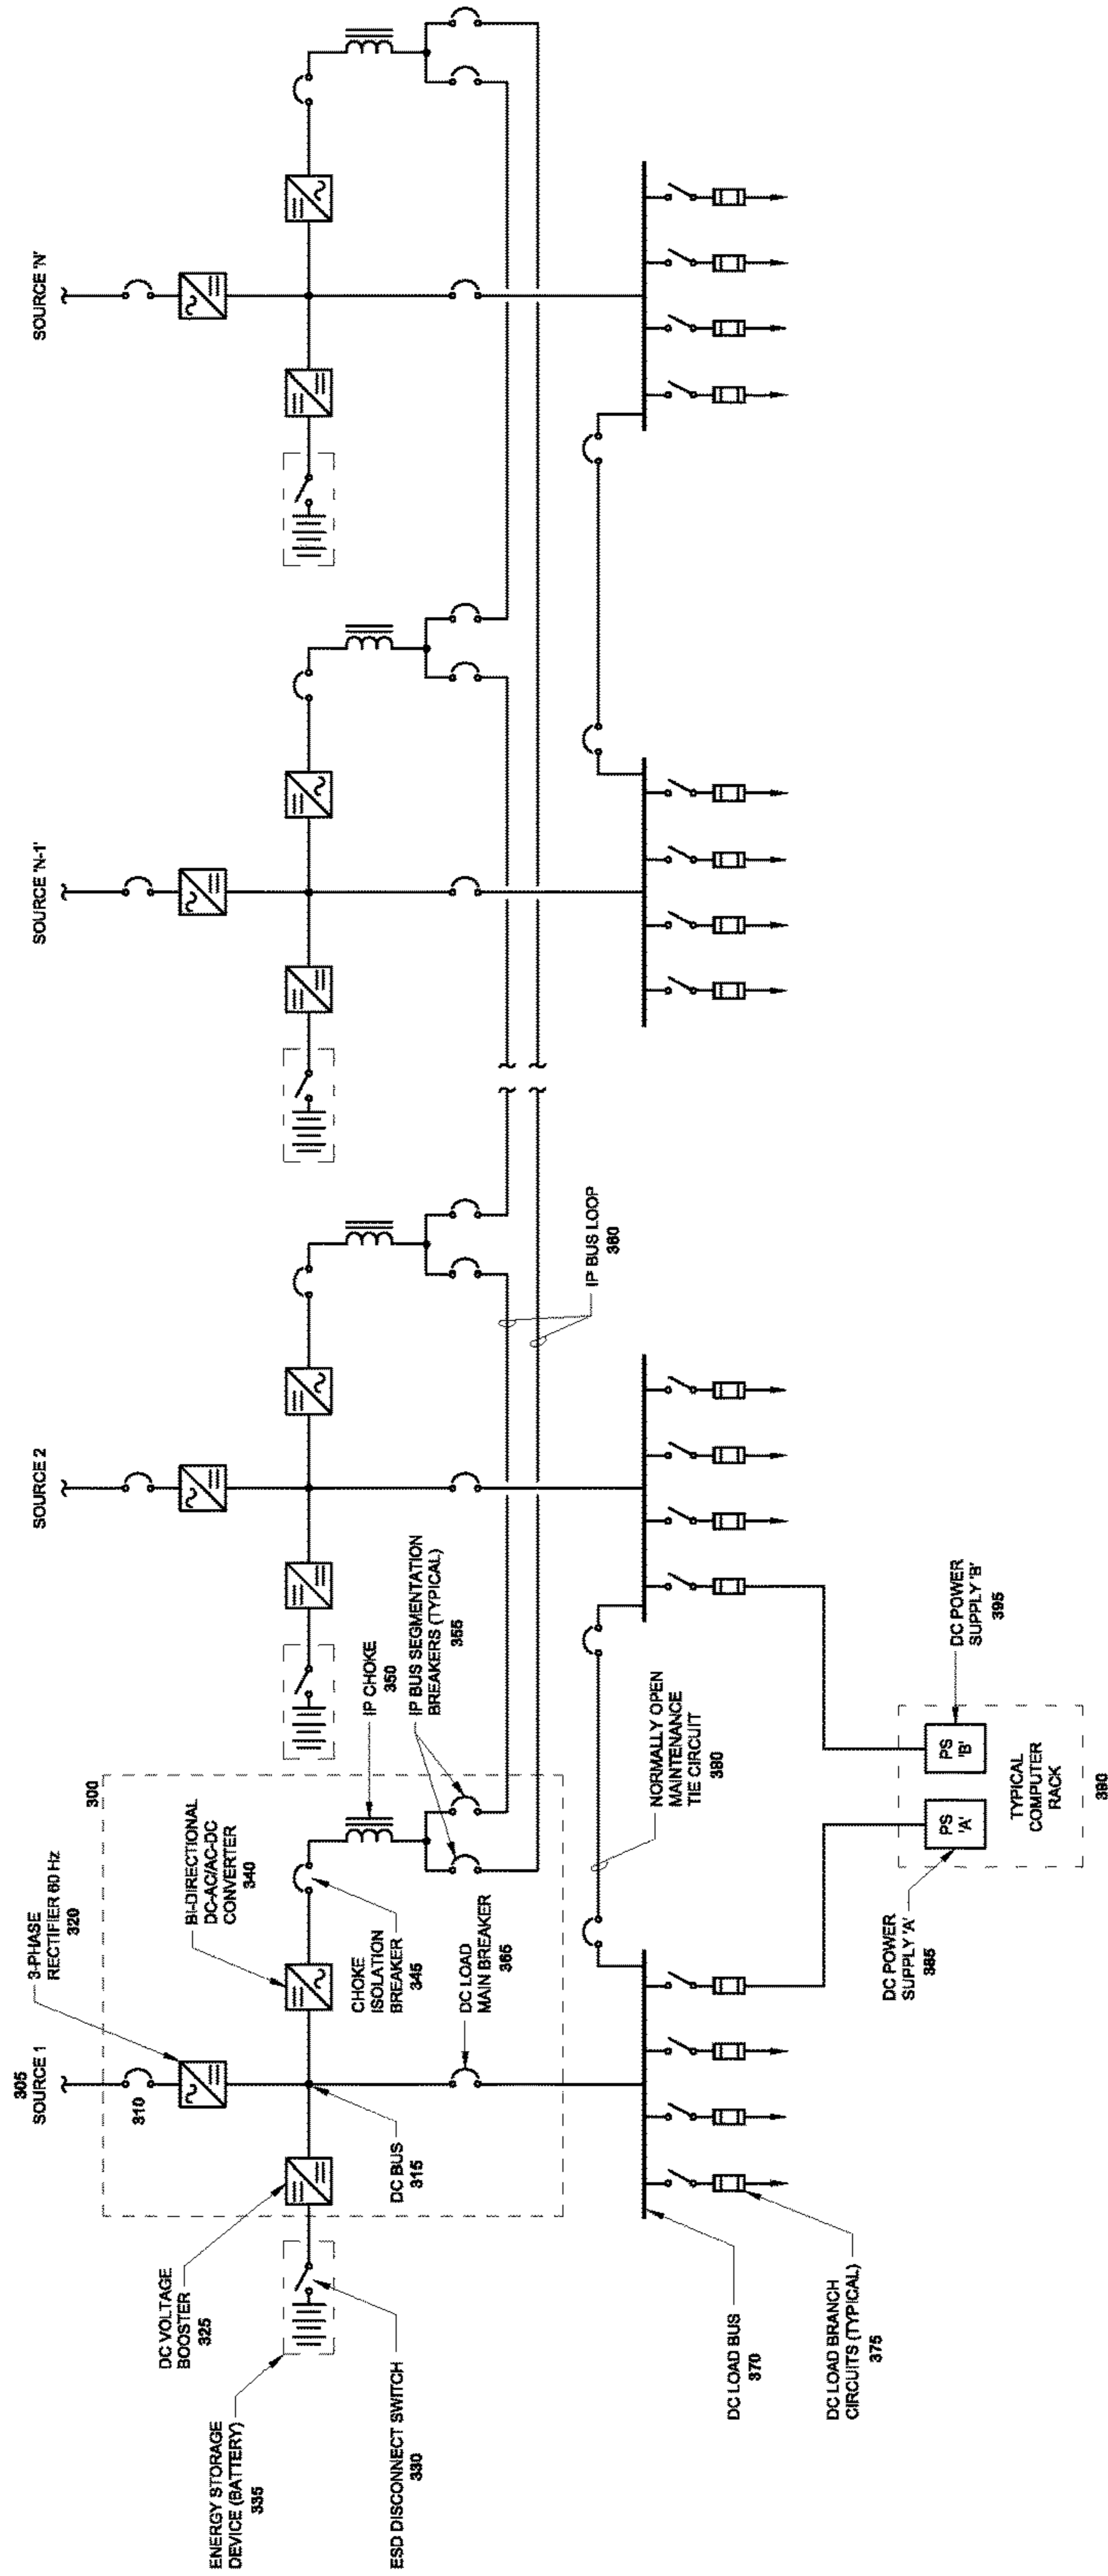 305
SOURCE 1
SOURCE 2
SOURCE 'N-1'
SOURCE 'N'
3-PHASE
RECTIFIER 60 Hz
320
300
310
BI-DIRECTIONAL
DC-AC/AC-DC
CONVERTER
340
DC VOLTAGE
BOOSTER
325
ENERGY STORAGE
DEVICE (BATTERY)
335
ESD DISCONNECT SWITCH
330
DC BUS
315
CHOKE
ISOLATION
BREAKER
345
IP CHOKE
350
IP BUS SEGMENTATION
BREAKERS (TYPICAL)
355
DC LOAD
MAIN BREAKER
365
IP BUS LOOP
360
NORMALLY OPEN
MAINTENANCE
TIE CIRCUIT
380
DC LOAD BUS
370
DC LOAD BRANCH
CIRCUITS (TYPICAL)
375
DC POWER
SUPPLY 'A'
385
PS
'A'
PS
'B'
TYPICAL
COMPUTER
RACK
390
DC POWER
SUPPLY 'B'
395